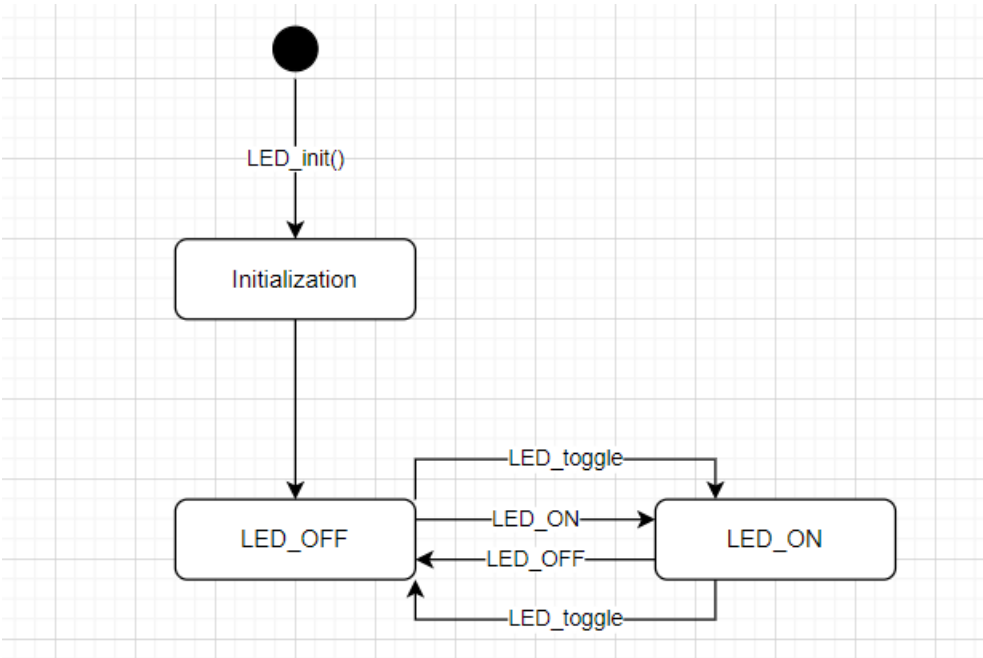 LED_init()
Initialization
LED_toggle
LED_OFF
LED_ON
LED_ON
LED_OFF
LED_toggle